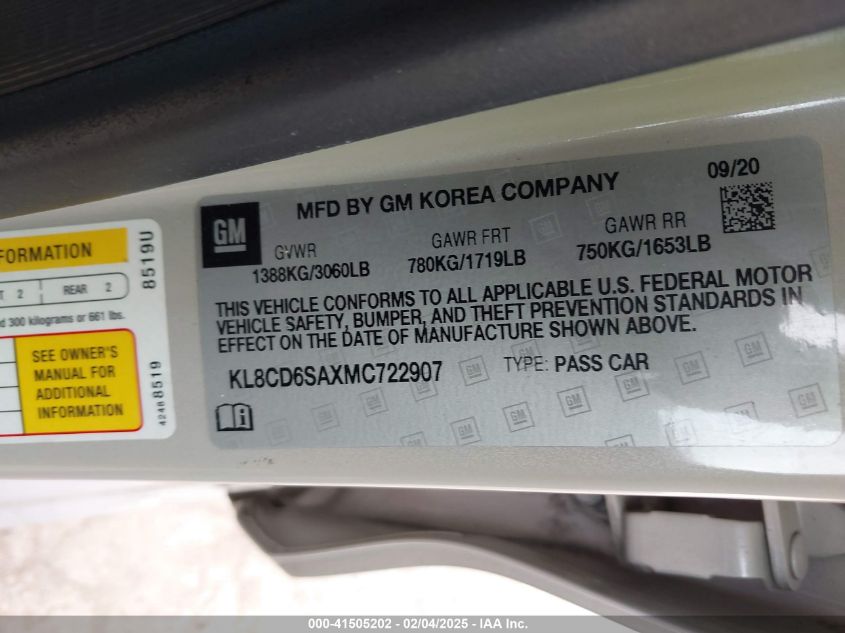 GM
MFD BY GM KOREA COMPANY
09/20
GVWR
1388KG/3060LB
GAWR FRT
780KG/1719LB
GAWR RR
750KG/1653LB
THIS VEHICLE CONFORMS TO ALL APPLICABLE U.S. FEDERAL MOTOR
VEHICLE SAFETY, BUMPER, AND THEFT PREVENTION STANDARDS IN
EFFECT ON THE DATE OF MANUFACTURE SHOWN ABOVE.
KL8CD6SAXMC722907
TYPE: PASS CAR
FORMATION
2
REAR 2
300 kilograms or 661 lbs.
SEE OWNER'S
MANUAL FOR
ADDITIONAL
INFORMATION
8519U
42468519
000-41505202 - 02/04/2025 - IAA Inc.